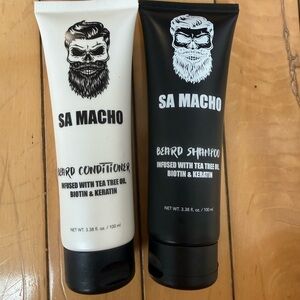 SA MACHO
BEARD CONDITIONER
INFUSED WITH TEA TREE OIL,
BIOTIN & KERATIN
NET WT. 3.38 fl. oz. / 100 ml
SA MACHO
BEARD SHAMPOO
INFUSED WITH TEA TREE OIL,
BIOTIN & KERATIN
NET WT. 3.38 fl. oz. / 100 ml